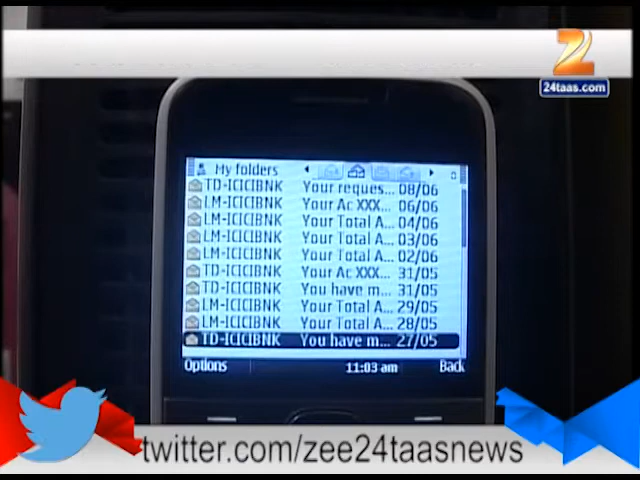 Z
24taas.com
My folders
TD-ICICIBNK Your reques... 08/06
LM-ICICIBNK Your Ac XXX... 06/06
LM-ICICIBNK Your Total A... 04/06
LM-ICICIBNK Your Total A... 03/06
LM-ICICIBNK Your Total A... 02/06
TD-ICICIBNK Your Ac XXX... 31/05
TD-ICICIBNK You have m... 31/05
LM-ICICIBNK Your Total A... 29/05
LM-ICICIBNK Your Total A... 28/05
TD-ICICIBNK You have m... 27/05
Options 11:03 am Back
twitter.com/zee24taasnews